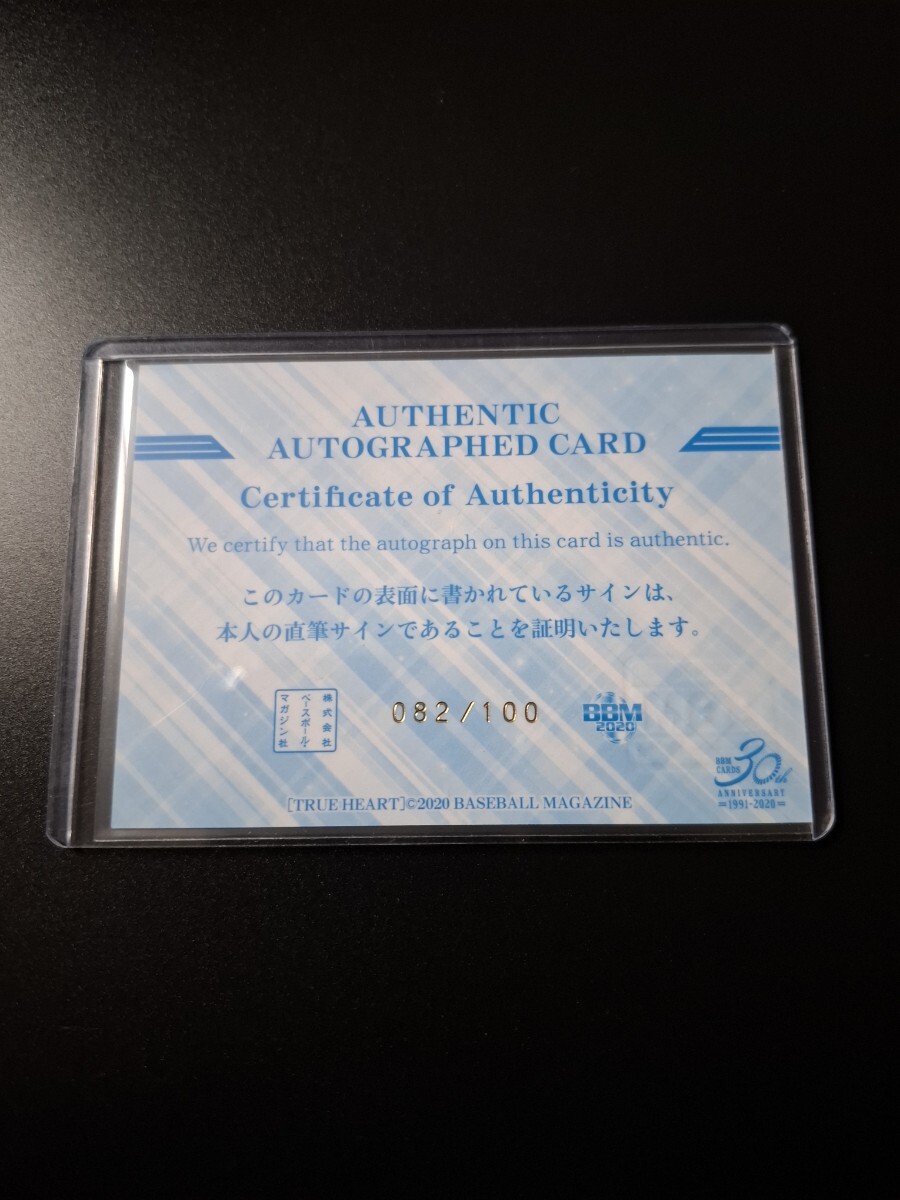 AUTHENTIC
AUTOGRAPHED CARD
Certificate of Authenticity
We certify that the autograph on this card is authentic.
このカードの表面に書かれているサインは、
本人の直筆サインであることを証明いたします。
株式会社
ベースボール・
マガジン社
082/100
BBM
2020
BBM
CARDS
30th
ANNIVERSARY
=1991-2020=
[TRUE HEART]©2020 BASEBALL MAGAZINE